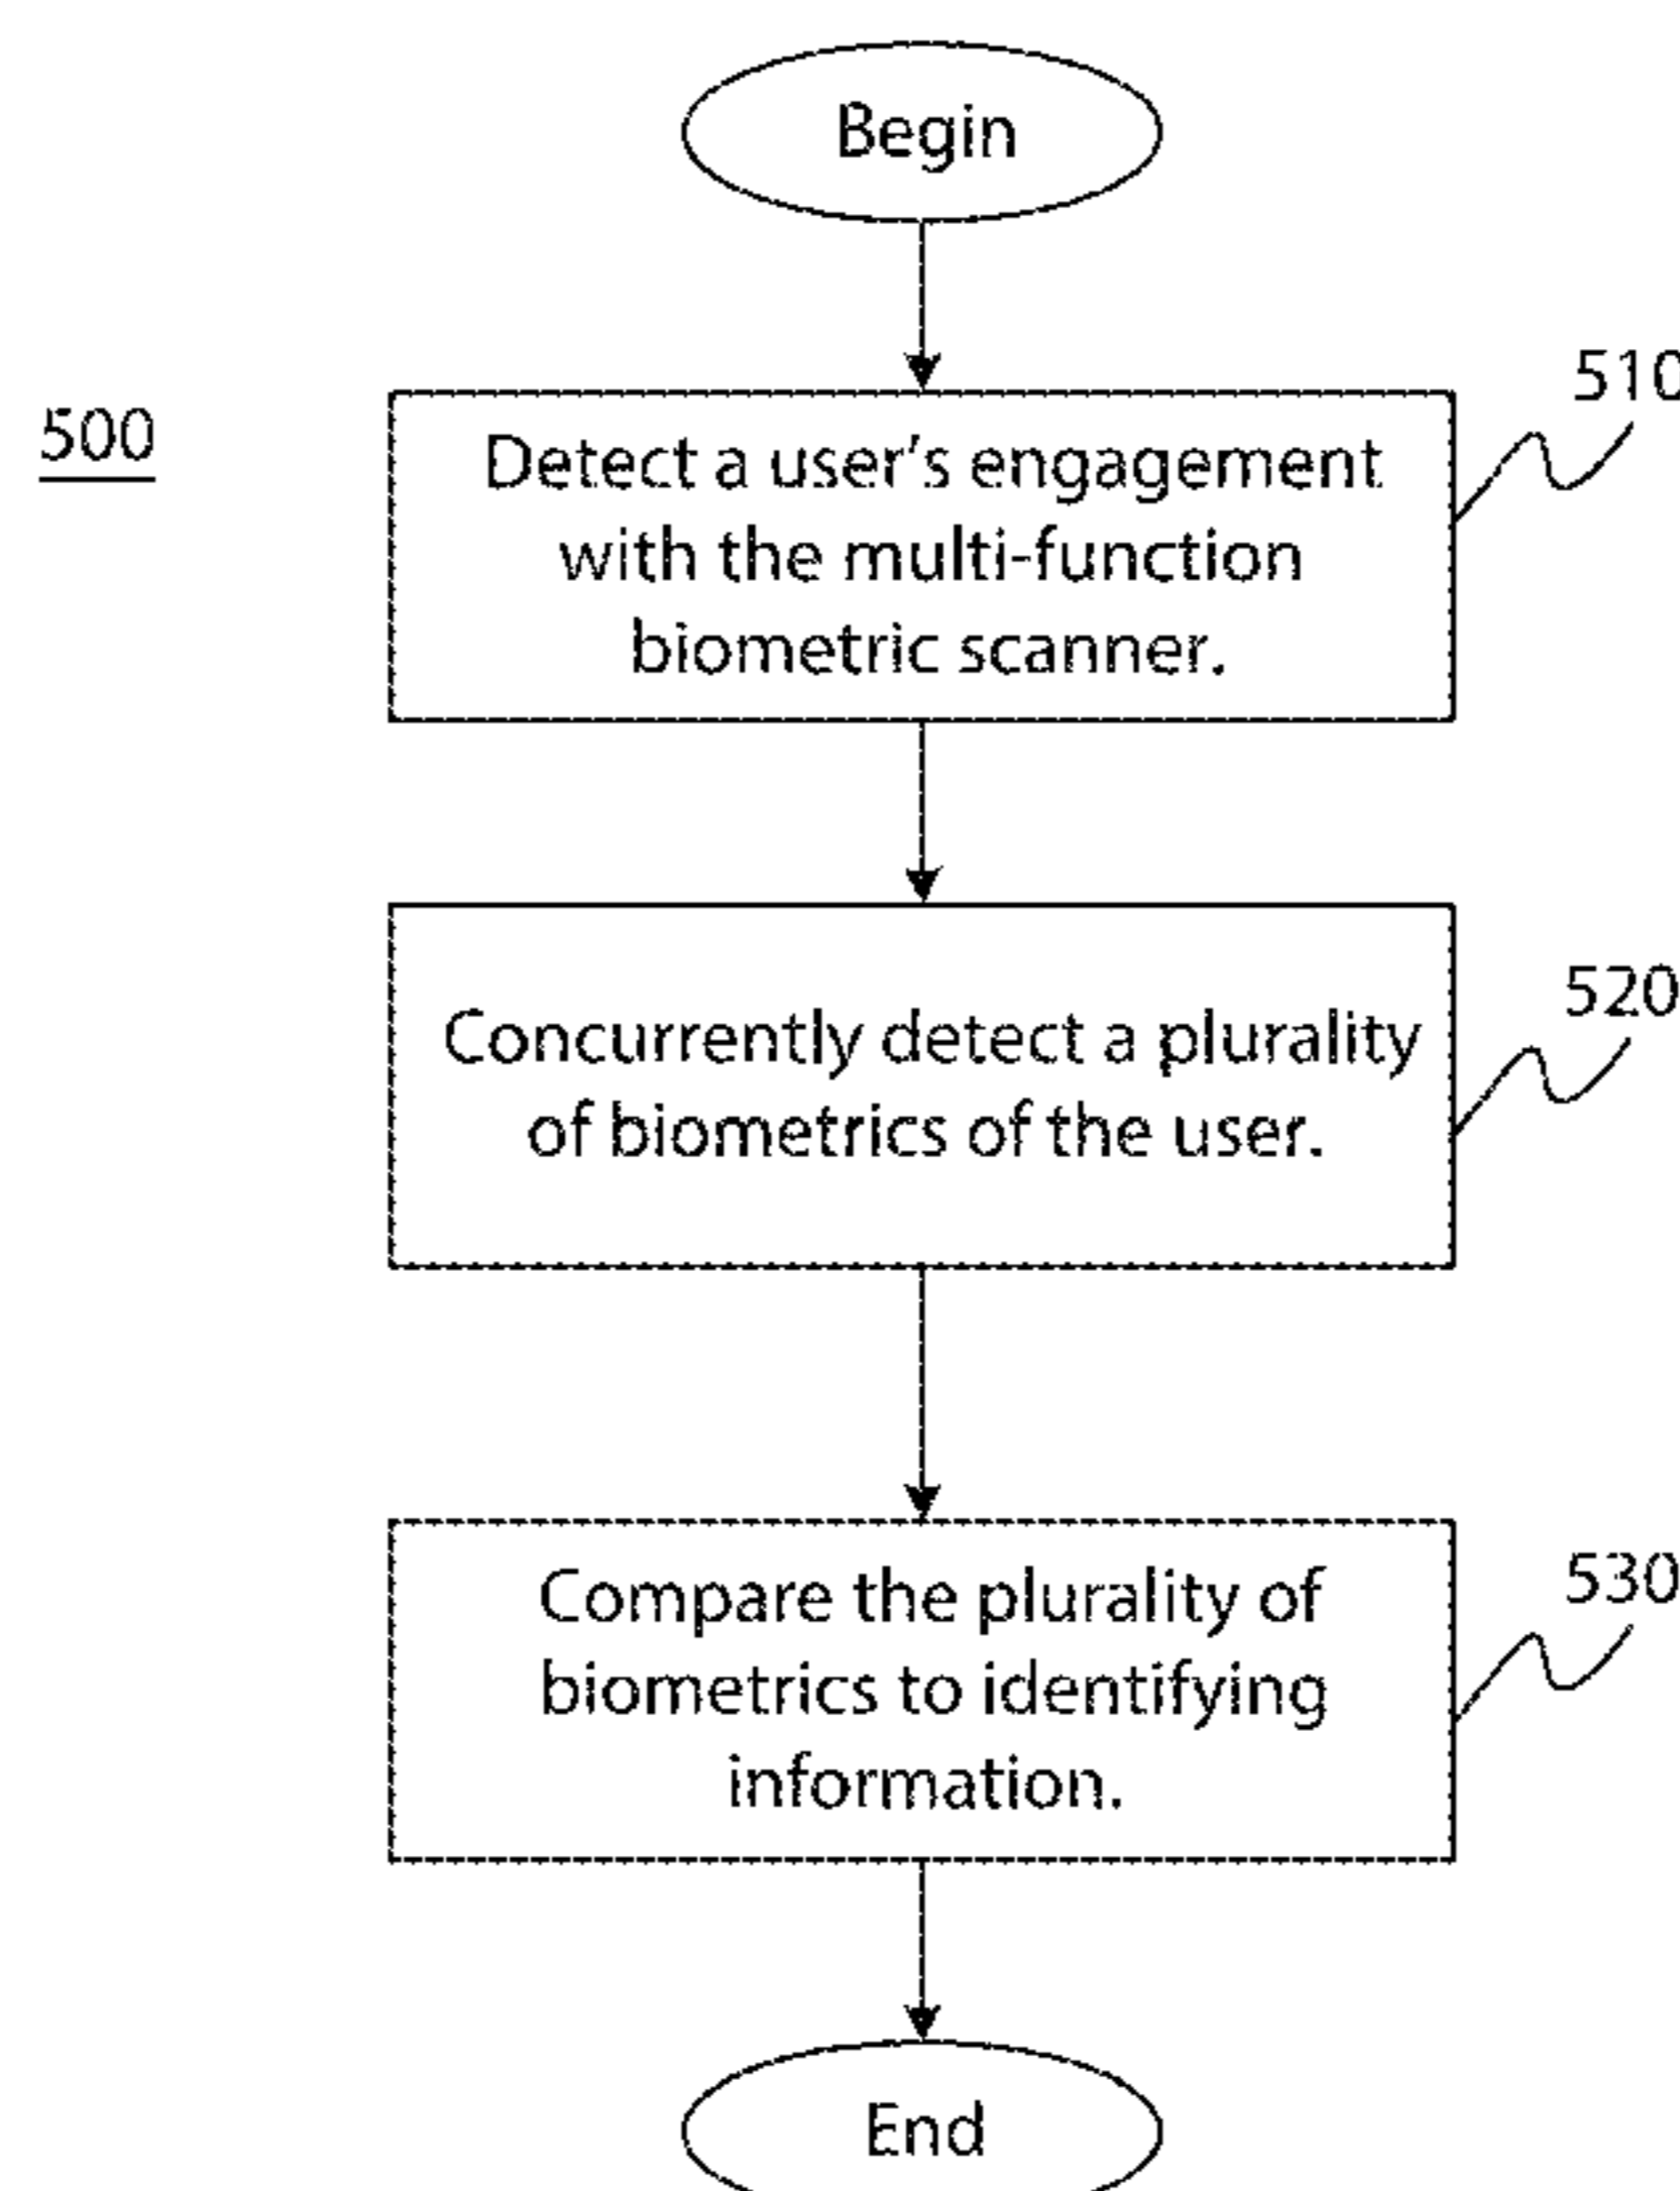 Begin
500
510
Detect a user's engagement
with the multi-function
biometric scanner.
520
Concurrently detect a plurality
of biometrics of the user.
530
Compare the plurality of
biometrics to identifying
information.
End